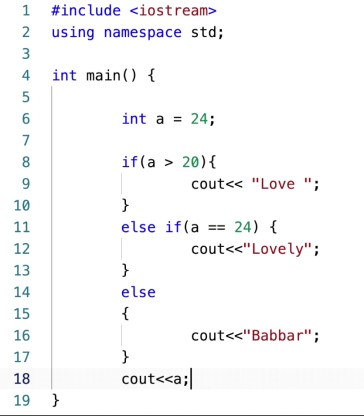 1 #include <iostream>
2 using namespace std;
3
4 int main() {
5
6 int a = 24;
7
8 if(a > 20){
9 cout<< "Love ";
10 }
11 else if(a == 24) {
12 cout<<"Lovely";
13 }
14 else
15 {
16 cout<<"Babbar";
17 }
18 cout<<a;
19 }